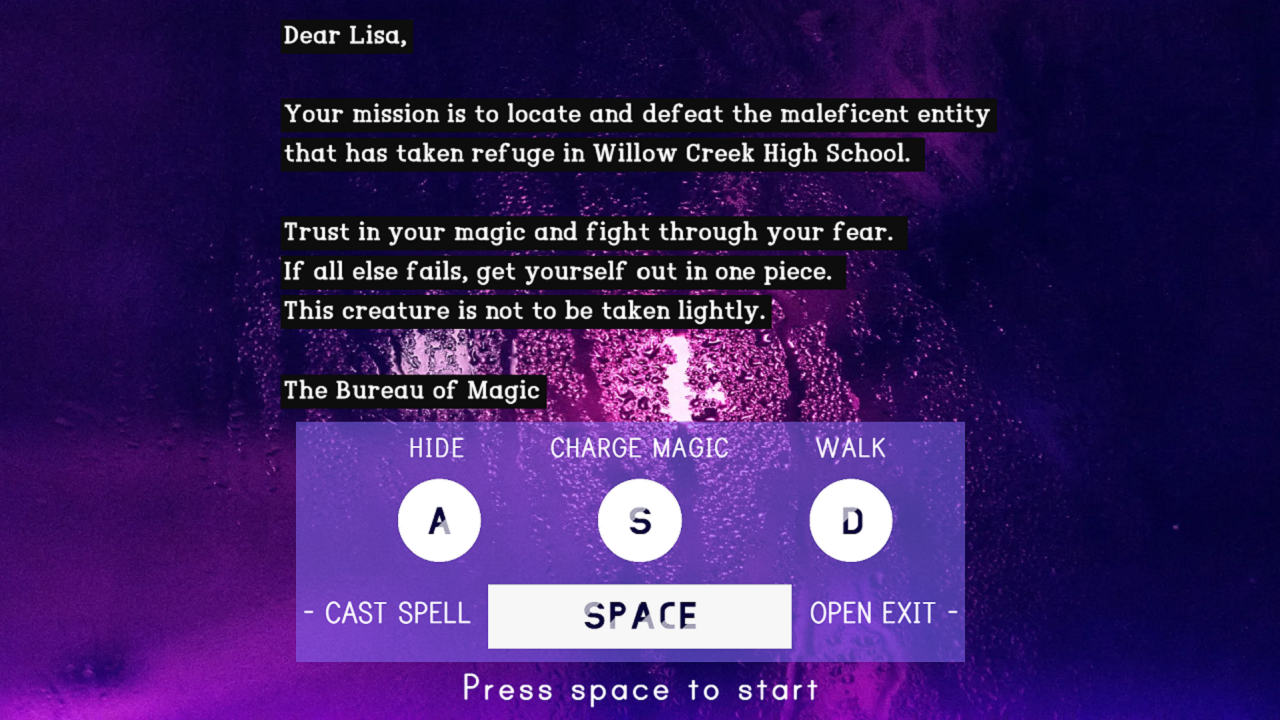 Dear Lisa,
Your mission is to locate and defeat the maleficent entity
that has taken refuge in Willow Creek High School.
Trust in your magic and fight through your fear.
If all else fails, get yourself out in one piece.
This creature is not to be taken lightly.
The Bureau of Magic
HIDE CHARGE MAGIC WALK
A S D
- CAST SPELL SPACE OPEN EXIT -
Press space to start